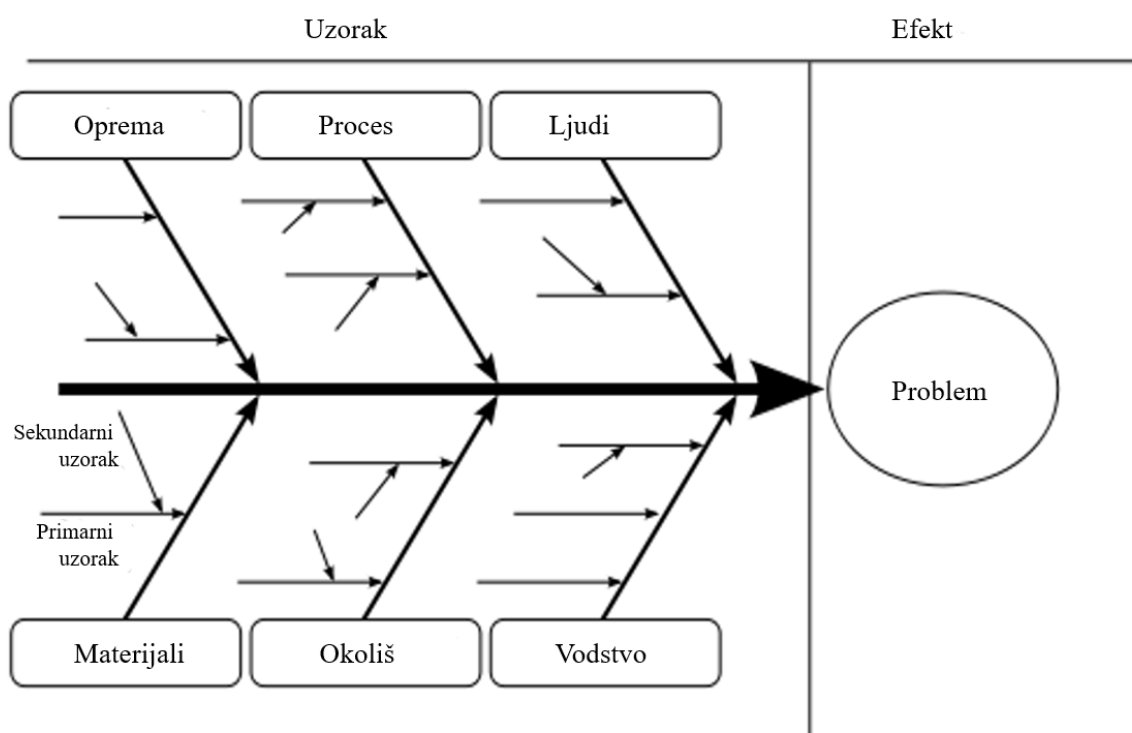 Uzorak
Efekt
Oprema
Proces
Ljudi
Problem
Sekundarni
uzorak
Primarni
uzorak
Materijali
Okoliš
Vodstvo